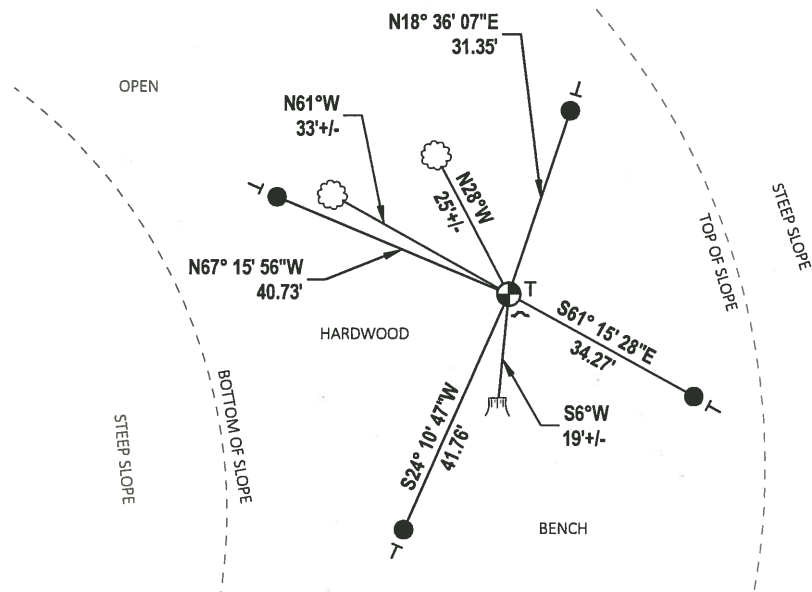 N18° 36' 07"E
31.35'
OPEN
N61°W
33'+/-
T
T
N28°W
25'+/-
STEEP SLOPE
TOP OF SLOPE
N67° 15' 56"W
40.73'
T
HARDWOOD
S61° 15' 28"E
34.27'
BOTTOM OF SLOPE
T
S6°W
19'+/-
STEEP SLOPE
S24° 10' 47"W
41.76'
BENCH
T